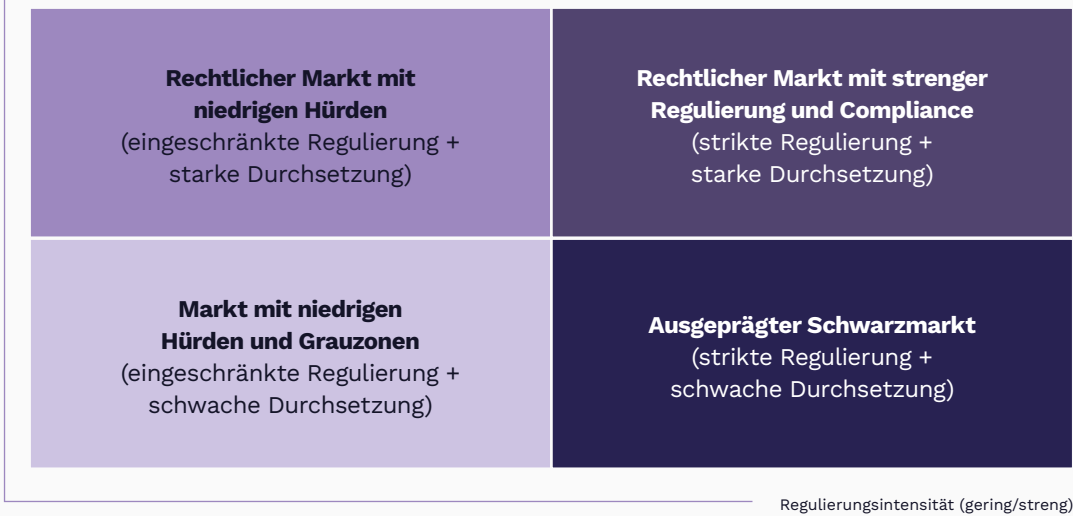 Rechtlicher Markt mit
niedrigen Hürden
(eingeschränkte Regulierung +
starke Durchsetzung)
Rechtlicher Markt mit strenger
Regulierung und Compliance
(strikte Regulierung +
starke Durchsetzung)
Markt mit niedrigen
Hürden und Grauzonen
(eingeschränkte Regulierung +
schwache Durchsetzung)
Ausgeprägter Schwarzmarkt
(strikte Regulierung +
schwache Durchsetzung)
Regulierungsintensität (gering/streng)